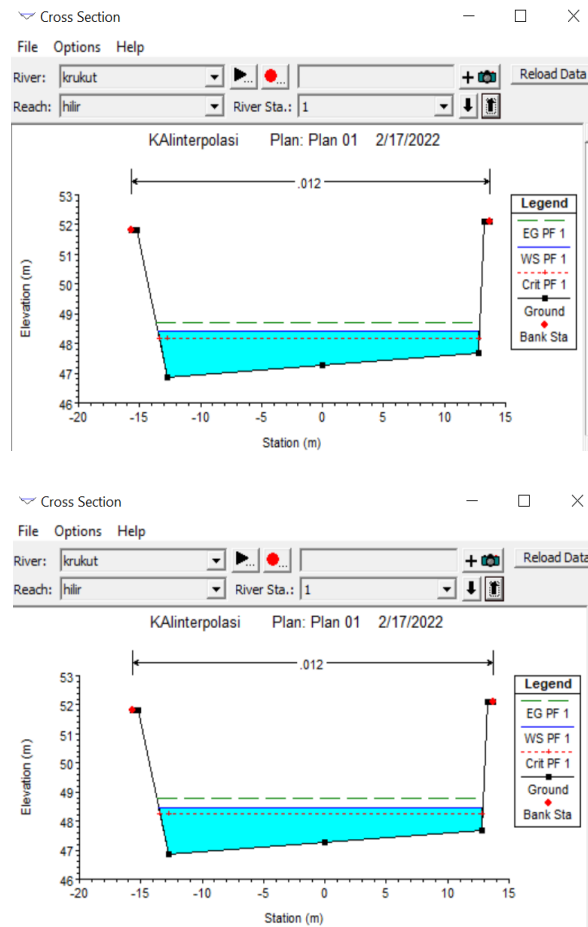 Cross Section
File Options Help
River: krukut Reload Data
Reach: hilir River Sta.: 1
KAlinterpolasi Plan: Plan 01 2/17/2022
.012
53
52
51
50
49
48
47
46
Elevation (m)
-20 -15 -10 -5 0 5 10 15
Station (m)
Legend
EG PF 1
WS PF 1
Crit PF 1
Ground
Bank Sta
Cross Section
File Options Help
River: krukut Reload Data
Reach: hilir River Sta.: 1
KAlinterpolasi Plan: Plan 01 2/17/2022
.012
53
52
51
50
49
48
47
46
Elevation (m)
-20 -15 -10 -5 0 5 10 15
Station (m)
Legend
EG PF 1
WS PF 1
Crit PF 1
Ground
Bank Sta